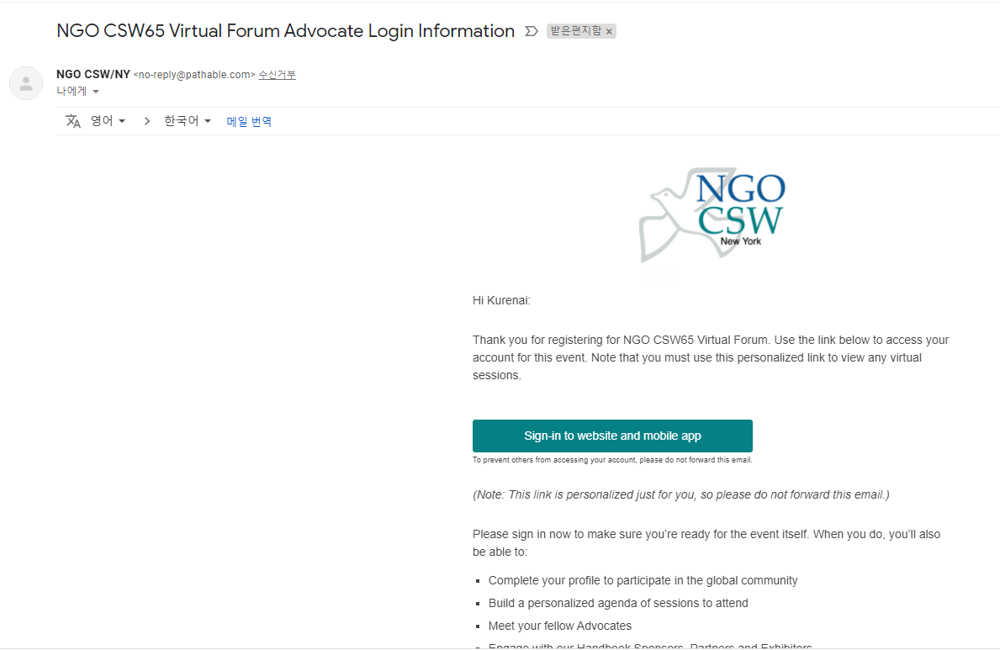 NGO CSW65 Virtual Forum Advocate Login Information 받은편지함 ×
NGO CSW/NY <no-reply@pathable.com> 수신거부
나에게
영어 > 한국어 메일 번역
NGO
CSW
New York
Hi Kurenai:
Thank you for registering for NGO CSW65 Virtual Forum. Use the link below to access your
account for this event. Note that you must use this personalized link to view any virtual
sessions.
Sign-in to website and mobile app
To prevent others from accessing your account, please do not forward this email.
(Note: This link is personalized just for you, so please do not forward this email.)
Please sign in now to make sure you're ready for the event itself. When you do, you'll also
be able to:
▪ Complete your profile to participate in the global community
▪ Build a personalized agenda of sessions to attend
▪ Meet your fellow Advocates
▪ Engage with our Handbook Sponsors, Partners and Exhibitors